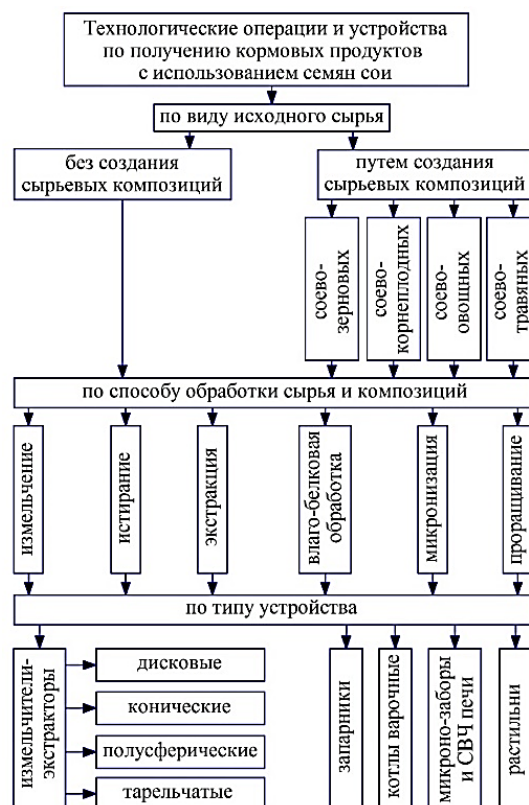 Технологические операции и устройства
по получению кормовых продуктов
с использованием семян сои
по виду исходного сырья
без создания
сырьевых композиций
путем создания
сырьевых композиций
соево-
зерновых
соево-
корнеплодных
соево-
овощных
соево-
травяных
по способу обработки сырья и композиций
измельчение
истирание
экстракция
влаго-белковая
обработка
микронизация
проращивание
по типу устройства
измельчители-
экстракторы
дисковые
конические
полусферические
тарельчатые
запарники
котлы варочные
микроно-заборы
и СВЧ печи
растильни